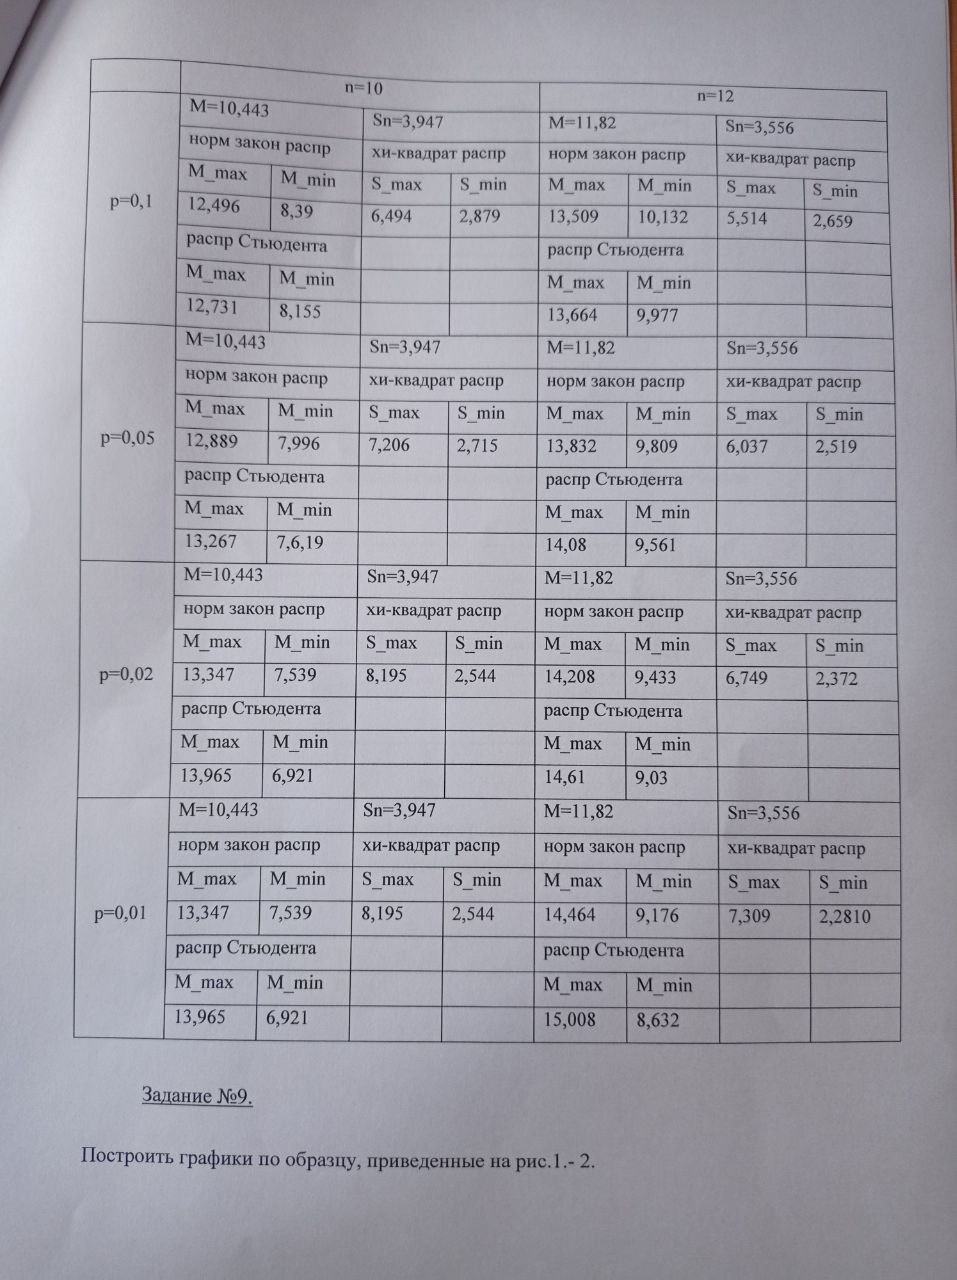 n=10 n=12
p=0,1
M=10,443 Sn=3,947 M=11,82 Sn=3,556
норм закон распр хи-квадрат распр норм закон распр хи-квадрат распр
M_max M_min S_max S_min M_max M_min S_max S_min
12,496 8,39 6,494 2,879 13,509 10,132 5,514 2,659
распр Стьюдента распр Стьюдента
M_max M_min M_max M_min
12,731 8,155 13,664 9,977
p=0,05
M=10,443 Sn=3,947 M=11,82 Sn=3,556
норм закон распр хи-квадрат распр норм закон распр хи-квадрат распр
M_max M_min S_max S_min M_max M_min S_max S_min
12,889 7,996 7,206 2,715 13,832 9,809 6,037 2,519
распр Стьюдента распр Стьюдента
M_max M_min M_max M_min
13,267 7,6,19 14,08 9,561
p=0,02
M=10,443 Sn=3,947 M=11,82 Sn=3,556
норм закон распр хи-квадрат распр норм закон распр хи-квадрат распр
M_max M_min S_max S_min M_max M_min S_max S_min
13,347 7,539 8,195 2,544 14,208 9,433 6,749 2,372
распр Стьюдента распр Стьюдента
M_max M_min M_max M_min
13,965 6,921 14,61 9,03
p=0,01
M=10,443 Sn=3,947 M=11,82 Sn=3,556
норм закон распр хи-квадрат распр норм закон распр хи-квадрат распр
M_max M_min S_max S_min M_max M_min S_max S_min
13,347 7,539 8,195 2,544 14,464 9,176 7,309 2,2810
распр Стьюдента распр Стьюдента
M_max M_min M_max M_min
13,965 6,921 15,008 8,632
Задание №9.
Построить графики по образцу, приведенные на рис.1.- 2.